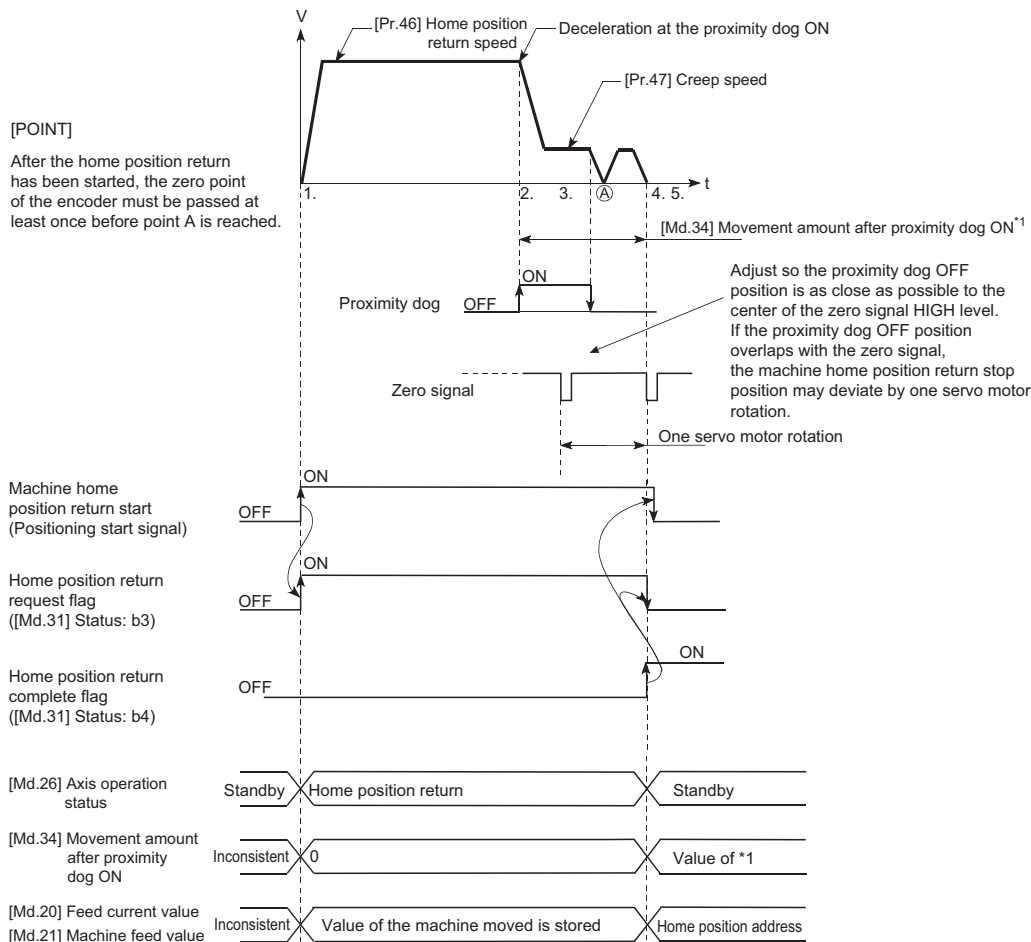 V
[Pr.46] Home position
return speed
Deceleration at the proximity dog ON
[Pr.47] Creep speed
[POINT]
After the home position return
has been started, the zero point
of the encoder must be passed at
least once before point A is reached.
1.
2.
3.
Ⓐ
4. 5.
t
[Md.34] Movement amount after proximity dog ON*1
Adjust so the proximity dog OFF
position is as close as possible to the
center of the zero signal HIGH level.
If the proximity dog OFF position
overlaps with the zero signal,
the machine home position return stop
position may deviate by one servo motor
rotation.
ON
Proximity dog
OFF
Zero signal
One servo motor rotation
ON
Machine home
position return start
(Positioning start signal)
OFF
ON
Home position return
request flag
([Md.31] Status: b3)
OFF
ON
Home position return
complete flag
([Md.31] Status: b4)
OFF
[Md.26] Axis operation
status
Standby
Home position return
Standby
[Md.34] Movement amount
after proximity
dog ON
Inconsistent
0
Value of *1
[Md.20] Feed current value
[Md.21] Machine feed value
Inconsistent
Value of the machine moved is stored
Home position address